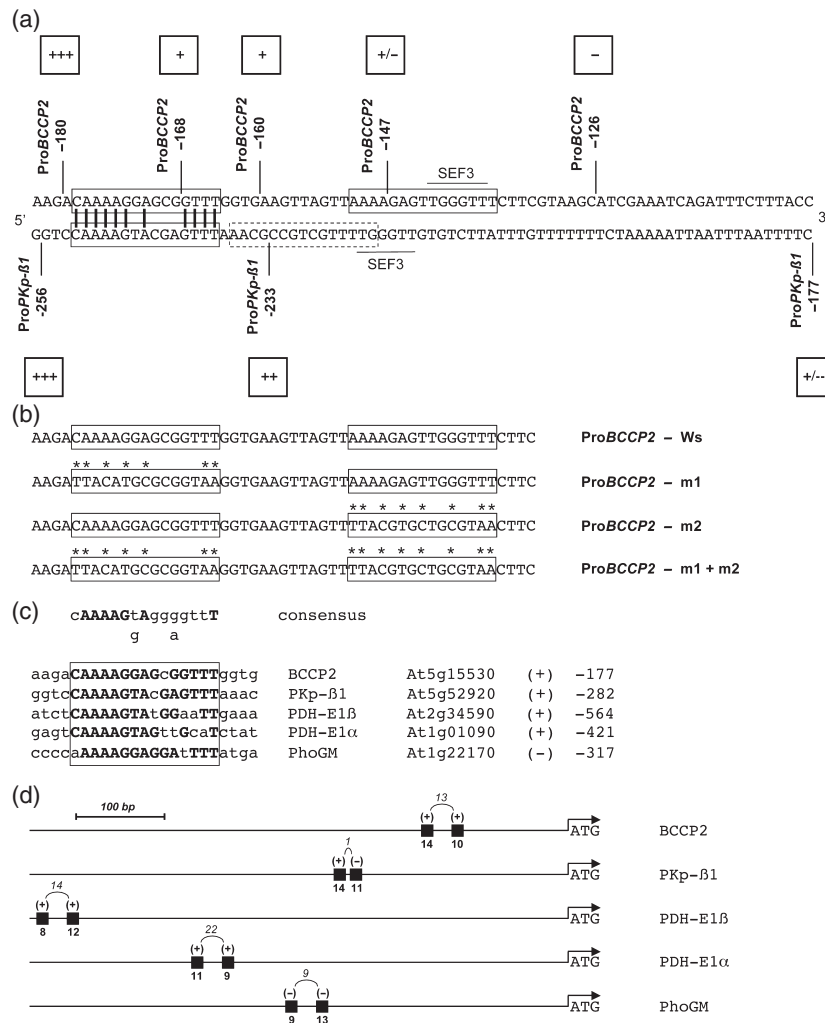 (a)
+++ + + +/− −
ProBCCP2 −180
ProBCCP2 −168
ProBCCP2 −160
ProBCCP2 −147
ProBCCP2 −126
SEF3
AAGACAAAAGGAGCGGTTTGGTGAAGTTAGTTAAAAGAGTTGGGTTTCTTCGTAAGCATCGAAATCAGATTTCTTTACC
5' 3'
GGTCCCAAAAGTACGAGTTTAAACGCCGTCGTTTTGCGTTGTGTCTTATTTGTTTTTTTCTAAAAATTAATTTAATTTTC
SEF3
ProPKp-ß1 -256
ProPKp-ß1 -233
ProPKp-ß1 −177
+++ ++ +/--
(b)
AAGACAAAAGGAGCGGTTTGGTGAAGTTAGTTAAAAGAGTTGGGTTTCTTC ProBCCP2 – Ws
** * * * **
AAGATTACATGCGCGGTAAGGTGAAGTTAGTTAAAAGAGTTGGGTTTCTTC ProBCCP2 – m1
** * * * * **
AAGACAAAAGGAGCGGTTTGGTGAAGTTAGTTTTACGTGCTGCGTAACTTC ProBCCP2 – m2
** * * * ** ** * * * * **
AAGATTACATGCGCGGTAAGGTGAAGTTAGTTTTACGTGCTGCGTAACTTC ProBCCP2 – m1 + m2
(c)
cAAAAGtAggggttT consensus
g a
aagaCAAAAGGAGcGGTTTggtg BCCP2 At5g15530 (+) −177
ggtcCAAAAGTAcGAGTTTaaac PKp-ß1 At5g52920 (+) −282
atctCAAAAGTAtGGaaTTgaaa PDH-E1ß At2g34590 (+) −564
gagtCAAAAGTAGttGcaTctat PDH-E1α At1g01090 (+) −421
ccccaAAAAGGAGGAtTTTatga PhoGM At1g22170 (−) −317
(d)
100 bp
13
(+) (+)
14 10
ATG BCCP2
1
(+) (−)
14 11
ATG PKp-ß1
14
(+) (+)
8 12
ATG PDH-E1ß
22
(+) (+)
11 9
ATG PDH-E1α
9
(−) (−)
9 13
ATG PhoGM